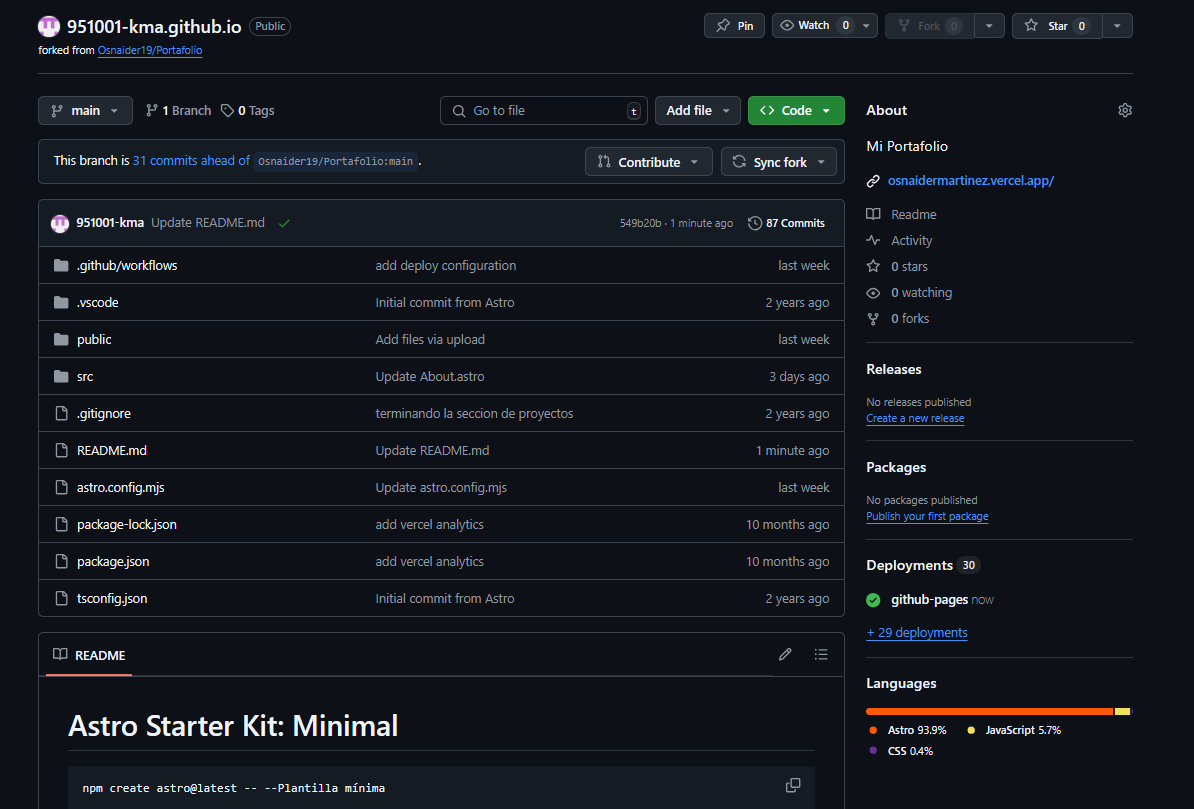 951001-kma.github.io Public Pin Watch 0 Fork 0 Star 0
forked from Osnaider19/Portafolio
main 1 Branch 0 Tags Go to file t Add file Code
This branch is 31 commits ahead of Osnaider19/Portafolio:main . Contribute Sync fork
951001-kma Update README.md 549b20b · 1 minute ago 87 Commits
.github/workflows add deploy configuration last week
.vscode Initial commit from Astro 2 years ago
public Add files via upload last week
src Update About.astro 3 days ago
.gitignore terminando la seccion de proyectos 2 years ago
README.md Update README.md 1 minute ago
astro.config.mjs Update astro.config.mjs last week
package-lock.json add vercel analytics 10 months ago
package.json add vercel analytics 10 months ago
tsconfig.json Initial commit from Astro 2 years ago
README
Astro Starter Kit: Minimal
npm create astro@latest -- --Plantilla mínima
About
Mi Portafolio
osnaidermartinez.vercel.app/
Readme
Activity
0 stars
0 watching
0 forks
Releases
No releases published
Create a new release
Packages
No packages published
Publish your first package
Deployments 30
github-pages now
+ 29 deployments
Languages
Astro 93.9% JavaScript 5.7%
CSS 0.4%